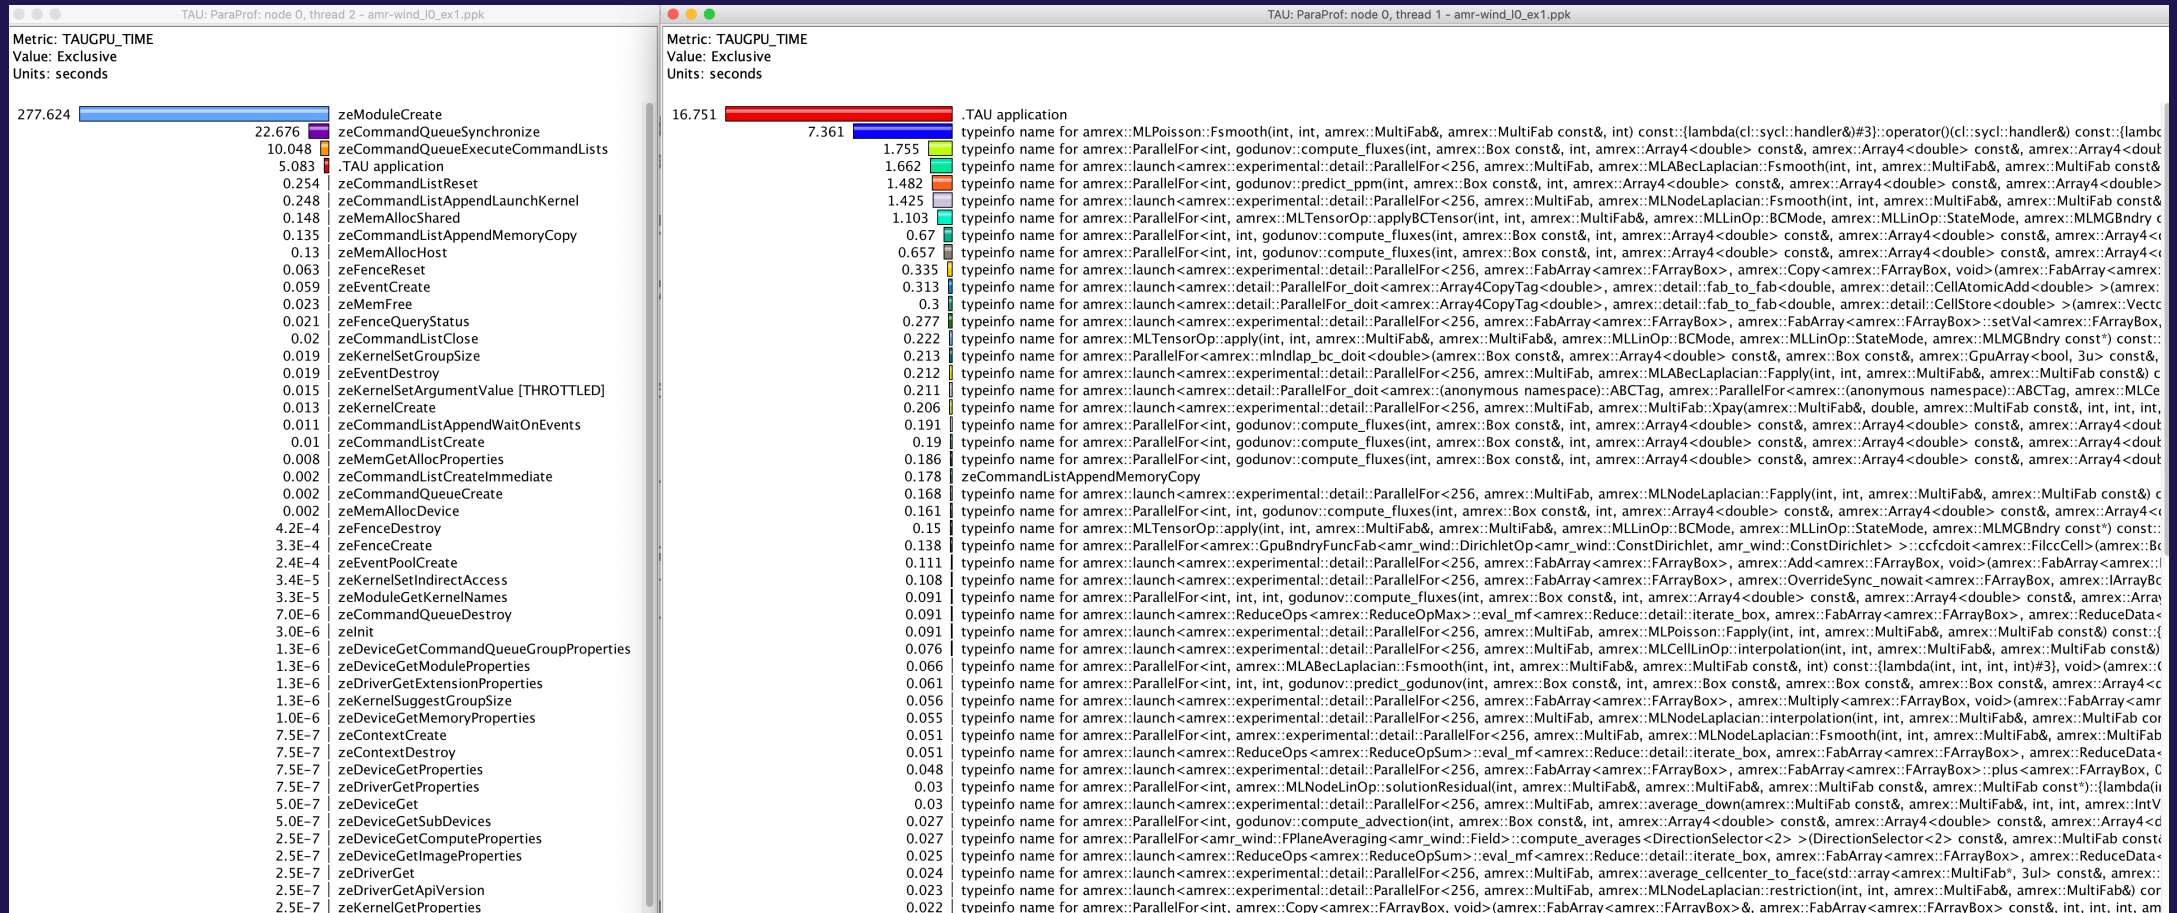 TAU: ParaProf: node 0, thread 2 - amr-wind_l0_ex1.ppk
Metric: TAUGPU_TIME
Value: Exclusive
Units: seconds
277.624 zeModuleCreate
22.676 zeCommandQueueSynchronize
10.048 zeCommandQueueExecuteCommandLists
5.083 .TAU application
0.254 zeCommandListReset
0.248 zeCommandListAppendLaunchKernel
0.148 zeMemAllocShared
0.135 zeCommandListAppendMemoryCopy
0.13 zeMemAllocHost
0.063 zeFenceReset
0.059 zeEventCreate
0.023 zeMemFree
0.021 zeFenceQueryStatus
0.02 zeCommandListClose
0.019 zeKernelSetGroupSize
0.019 zeEventDestroy
0.015 zeKernelSetArgumentValue [THROTTLED]
0.013 zeKernelCreate
0.011 zeCommandListAppendWaitOnEvents
0.01 zeCommandListCreate
0.008 zeMemGetAllocProperties
0.002 zeCommandListCreateImmediate
0.002 zeCommandQueueCreate
0.002 zeMemAllocDevice
4.2E-4 zeFenceDestroy
3.3E-4 zeFenceCreate
2.4E-4 zeEventPoolCreate
3.4E-5 zeKernelSetIndirectAccess
3.3E-5 zeModuleGetKernelNames
7.0E-6 zeCommandQueueDestroy
3.0E-6 zeInit
1.3E-6 zeDeviceGetCommandQueueGroupProperties
1.3E-6 zeDeviceGetModuleProperties
1.3E-6 zeDriverGetExtensionProperties
1.3E-6 zeKernelSuggestGroupSize
1.0E-6 zeDeviceGetMemoryProperties
7.5E-7 zeContextCreate
7.5E-7 zeContextDestroy
7.5E-7 zeDeviceGetProperties
7.5E-7 zeDriverGetProperties
5.0E-7 zeDeviceGet
5.0E-7 zeDeviceGetSubDevices
2.5E-7 zeDeviceGetComputeProperties
2.5E-7 zeDeviceGetImageProperties
2.5E-7 zeDriverGet
2.5E-7 zeDriverGetApiVersion
2.5E-7 zeKernelGetProperties
TAU: ParaProf: node 0, thread 1 - amr-wind_l0_ex1.ppk
Metric: TAUGPU_TIME
Value: Exclusive
Units: seconds
16.751 .TAU application
7.361 typeinfo name for amrex::MLPoisson::Fsmooth(int, int, amrex::MultiFab&, amrex::MultiFab const&, int) const::{lambda(cl::sycl::handler&)#3}::operator()(cl::sycl::handler&) const::{lambd
1.755 typeinfo name for amrex::ParallelFor<int, godunov::compute_fluxes(int, amrex::Box const&, int, amrex::Array4<double> const&, amrex::Array4<double> const&, amrex::Array4<doub
1.662 typeinfo name for amrex::launch<amrex::experimental::detail::ParallelFor<256, amrex::MultiFab, amrex::MLABecLaplacian::Fsmooth(int, int, amrex::MultiFab&, amrex::MultiFab const&
1.482 typeinfo name for amrex::ParallelFor<int, godunov::predict_ppm(int, amrex::Box const&, int, amrex::Array4<double> const&, amrex::Array4<double> const&, amrex::Array4<double>
1.425 typeinfo name for amrex::launch<amrex::experimental::detail::ParallelFor<256, amrex::MultiFab, amrex::MLNodeLaplacian::Fsmooth(int, int, amrex::MultiFab&, amrex::MultiFab const&
1.103 typeinfo name for amrex::ParallelFor<int, amrex::MLTensorOp::applyBCTensor(int, int, amrex::MultiFab&, amrex::MLLinOp::BCMode, amrex::MLLinOp::StateMode, amrex::MLMGBndry c
0.67 typeinfo name for amrex::ParallelFor<int, int, godunov::compute_fluxes(int, amrex::Box const&, int, amrex::Array4<double> const&, amrex::Array4<double> const&, amrex::Array4<
0.657 typeinfo name for amrex::ParallelFor<int, int, godunov::compute_fluxes(int, amrex::Box const&, int, amrex::Array4<double> const&, amrex::Array4<double> const&, amrex::Array4<
0.335 typeinfo name for amrex::launch<amrex::experimental::detail::ParallelFor<256, amrex::FabArray<amrex::FArrayBox>, amrex::Copy<amrex::FArrayBox, void>(amrex::FabArray<amrex:
0.313 typeinfo name for amrex::launch<amrex::detail::ParallelFor_doit<amrex::Array4CopyTag<double>, amrex::detail::fab_to_fab<double, amrex::detail::CellAtomicAdd<double> >(amrex:
0.3 typeinfo name for amrex::launch<amrex::detail::ParallelFor_doit<amrex::Array4CopyTag<double>, amrex::detail::fab_to_fab<double, amrex::detail::CellStore<double> >(amrex::Vecto
0.277 typeinfo name for amrex::launch<amrex::experimental::detail::ParallelFor<256, amrex::FabArray<amrex::FArrayBox>, amrex::FabArray<amrex::FArrayBox>::setVal<amrex::FArrayBox,
0.222 typeinfo name for amrex::MLTensorOp::apply(int, int, amrex::MultiFab&, amrex::MultiFab&, amrex::MLLinOp::BCMode, amrex::MLLinOp::StateMode, amrex::MLMGBndry const*) const:
0.213 typeinfo name for amrex::ParallelFor<amrex::mlndlap_bc_doit<double>(amrex::Box const&, amrex::Array4<double> const&, amrex::Box const&, amrex::GpuArray<bool, 3u> const&,
0.212 typeinfo name for amrex::launch<amrex::experimental::detail::ParallelFor<256, amrex::MultiFab, amrex::MLABecLaplacian::Fapply(int, int, amrex::MultiFab&, amrex::MultiFab const&) c
0.211 typeinfo name for amrex::launch<amrex::detail::ParallelFor_doit<amrex::(anonymous namespace)::ABCTag, amrex::ParallelFor<amrex::(anonymous namespace)::ABCTag, amrex::MLCe
0.206 typeinfo name for amrex::launch<amrex::experimental::detail::ParallelFor<256, amrex::MultiFab, amrex::MultiFab::Xpay(amrex::MultiFab&, double, amrex::MultiFab const&, int, int, int,
0.191 typeinfo name for amrex::ParallelFor<int, godunov::compute_fluxes(int, amrex::Box const&, int, amrex::Array4<double> const&, amrex::Array4<double> const&, amrex::Array4<doub
0.19 typeinfo name for amrex::ParallelFor<int, godunov::compute_fluxes(int, amrex::Box const&, int, amrex::Array4<double> const&, amrex::Array4<double> const&, amrex::Array4<doub
0.186 typeinfo name for amrex::ParallelFor<int, godunov::compute_fluxes(int, amrex::Box const&, int, amrex::Array4<double> const&, amrex::Array4<double> const&, amrex::Array4<doub
0.178 zeCommandListAppendMemoryCopy
0.168 typeinfo name for amrex::launch<amrex::experimental::detail::ParallelFor<256, amrex::MultiFab, amrex::MLNodeLaplacian::Fapply(int, int, amrex::MultiFab&, amrex::MultiFab const&) c
0.161 typeinfo name for amrex::ParallelFor<int, int, godunov::compute_fluxes(int, amrex::Box const&, int, amrex::Array4<double> const&, amrex::Array4<double> const&, amrex::Array4<
0.15 typeinfo name for amrex::MLTensorOp::apply(int, int, amrex::MultiFab&, amrex::MultiFab&, amrex::MLLinOp::BCMode, amrex::MLLinOp::StateMode, amrex::MLMGBndry const*) const::
0.138 typeinfo name for amrex::ParallelFor<amrex::GpuBndryFuncFab<amr_wind::DirichletOp<amr_wind::ConstDirichlet, amr_wind::ConstDirichlet> >::ccfcdoit<amrex::FilccCell>(amrex::Bo
0.111 typeinfo name for amrex::launch<amrex::experimental::detail::ParallelFor<256, amrex::FabArray<amrex::FArrayBox>, amrex::Add<amrex::FArrayBox, void>(amrex::FabArray<amrex::
0.108 typeinfo name for amrex::launch<amrex::experimental::detail::ParallelFor<256, amrex::FabArray<amrex::FArrayBox>, amrex::OverrideSync_nowait<amrex::FArrayBox, amrex::IArrayBo
0.091 typeinfo name for amrex::ParallelFor<int, int, int, godunov::compute_fluxes(int, amrex::Box const&, int, amrex::Array4<double> const&, amrex::Array4<double> const&, amrex::Array
0.091 typeinfo name for amrex::launch<amrex::ReduceOps<amrex::ReduceOpMax>::eval_mf<amrex::Reduce::detail::iterate_box, amrex::FabArray<amrex::FArrayBox>, amrex::ReduceData<
0.091 typeinfo name for amrex::launch<amrex::experimental::detail::ParallelFor<256, amrex::MultiFab, amrex::MLPoisson::Fapply(int, int, amrex::MultiFab&, amrex::MultiFab const&) const::{
0.076 typeinfo name for amrex::launch<amrex::experimental::detail::ParallelFor<256, amrex::MultiFab, amrex::MLCellLinOp::interpolation(int, int, amrex::MultiFab&, amrex::MultiFab const&)
0.066 typeinfo name for amrex::ParallelFor<int, amrex::MLABecLaplacian::Fsmooth(int, int, amrex::MultiFab&, amrex::MultiFab const&, int) const::{lambda(int, int, int, int)#3}, void>(amrex::
0.061 typeinfo name for amrex::ParallelFor<int, int, int, godunov::predict_godunov(int, amrex::Box const&, int, amrex::Box const&, amrex::Box const&, amrex::Box const&, amrex::Array4<d
0.056 typeinfo name for amrex::launch<amrex::experimental::detail::ParallelFor<256, amrex::FabArray<amrex::FArrayBox>, amrex::Multiply<amrex::FArrayBox, void>(amrex::FabArray<am
0.055 typeinfo name for amrex::launch<amrex::experimental::detail::ParallelFor<256, amrex::MultiFab, amrex::MLNodeLaplacian::interpolation(int, int, amrex::MultiFab&, amrex::MultiFab cor
0.051 typeinfo name for amrex::ParallelFor<int, amrex::experimental::detail::ParallelFor<256, amrex::MultiFab, amrex::MLNodeLaplacian::Fsmooth(int, int, amrex::MultiFab&, amrex::MultiFab
0.051 typeinfo name for amrex::launch<amrex::ReduceOps<amrex::ReduceOpSum>::eval_mf<amrex::Reduce::detail::iterate_box, amrex::FabArray<amrex::FArrayBox>, amrex::ReduceData<
0.048 typeinfo name for amrex::launch<amrex::experimental::detail::ParallelFor<256, amrex::FabArray<amrex::FArrayBox>, amrex::FabArray<amrex::FArrayBox>::plus<amrex::FArrayBox, 0
0.03 typeinfo name for amrex::ParallelFor<int, amrex::MLNodeLinOp::solutionResidual(int, amrex::MultiFab&, amrex::MultiFab&, amrex::MultiFab const&, amrex::MultiFab const*)::{lambda(i
0.03 typeinfo name for amrex::launch<amrex::experimental::detail::ParallelFor<256, amrex::MultiFab, amrex::average_down(amrex::MultiFab const&, amrex::MultiFab&, int, int, amrex::IntV
0.027 typeinfo name for amrex::ParallelFor<int, godunov::compute_advection(int, amrex::Box const&, int, amrex::Array4<double> const&, amrex::Array4<double> const&, amrex::Array4<d
0.027 typeinfo name for amrex::ParallelFor<amr_wind::FPlaneAveraging<amr_wind::Field>::compute_averages<DirectionSelector<2> >(DirectionSelector<2> const&, amrex::MultiFab const&
0.025 typeinfo name for amrex::launch<amrex::ReduceOps<amrex::ReduceOpSum>::eval_mf<amrex::Reduce::detail::iterate_box, amrex::FabArray<amrex::FArrayBox>, amrex::ReduceData<
0.024 typeinfo name for amrex::launch<amrex::experimental::detail::ParallelFor<256, amrex::MultiFab, amrex::average_cellcenter_to_face(std::array<amrex::MultiFab*, 3ul> const&, amrex::
0.023 typeinfo name for amrex::launch<amrex::experimental::detail::ParallelFor<256, amrex::MultiFab, amrex::MLNodeLaplacian::restriction(int, int, amrex::MultiFab&, amrex::MultiFab&) cor
0.022 typeinfo name for amrex::ParallelFor<int, amrex::Copy<amrex::FArrayBox, void>(amrex::FabArray<amrex::FArrayBox>&, amrex::FabArray<amrex::FArrayBox> const&, int, int, int, am